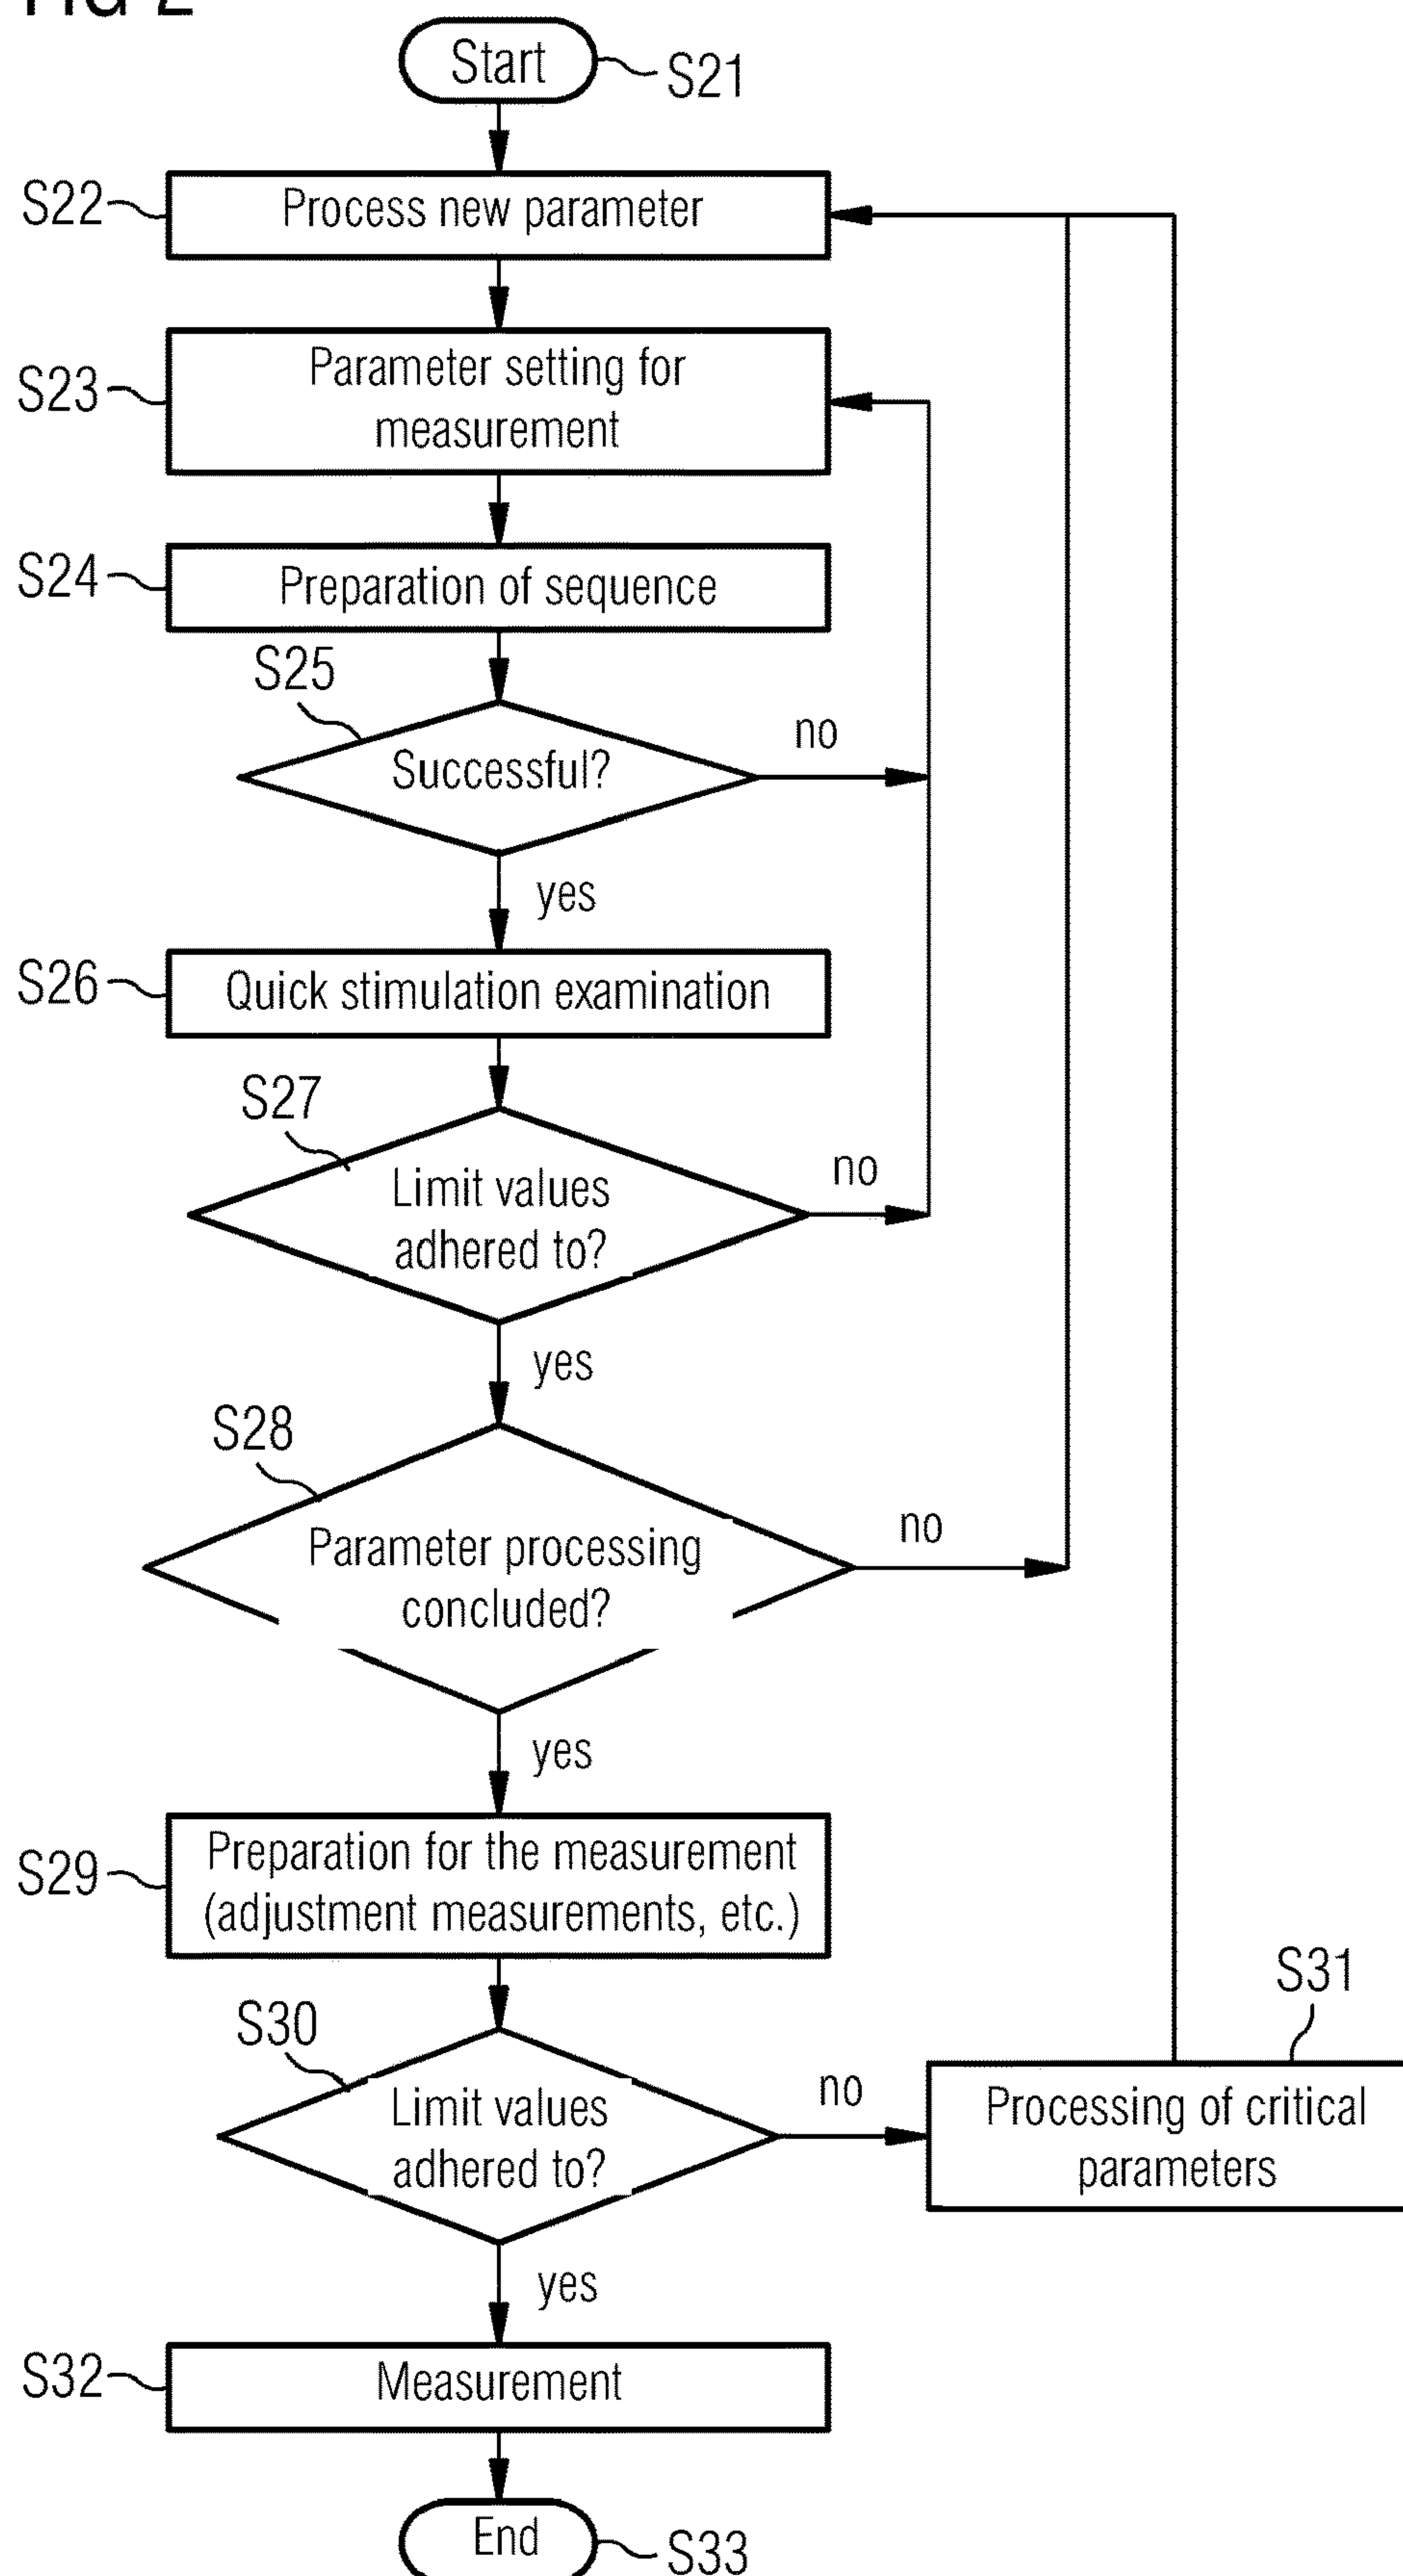 Start
S21
S22
Process new parameter
S23
Parameter setting for
measurement
S24
Preparation of sequence
S25
Successful?
no
yes
S26
Quick stimulation examination
S27
Limit values
adhered to?
no
yes
S28
Parameter processing
concluded?
no
yes
S29
Preparation for the measurement
(adjustment measurements, etc.)
S30
Limit values
adhered to?
no
S31
Processing of critical
parameters
yes
S32
Measurement
End
S33